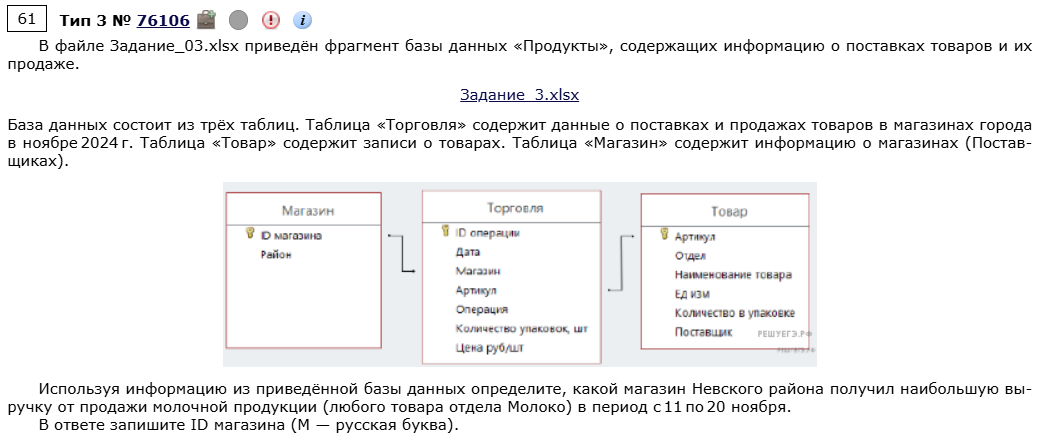 61 Тип 3 № 76106
В файле Задание_03.xlsx приведён фрагмент базы данных «Продукты», содержащих информацию о поставках товаров и их
продаже.
Задание_3.xlsx
База данных состоит из трёх таблиц. Таблица «Торговля» содержит данные о поставках и продажах товаров в магазинах города
в ноябре 2024 г. Таблица «Товар» содержит записи о товарах. Таблица «Магазин» содержит информацию о магазинах (Постав-
щиках).
Магазин
ID магазина
Район
Торговля
ID операции
Дата
Магазин
Артикул
Операция
Количество упаковок, шт
Цена руб/шт
Товар
Артикул
Отдел
Наименование товара
Ед изм
Количество в упаковке
Поставщик
РЕШУЕГЭ.РФ
РЕШУЕГЭ.РФ
Используя информацию из приведённой базы данных определите, какой магазин Невского района получил наибольшую вы-
ручку от продажи молочной продукции (любого товара отдела Молоко) в период с 11 по 20 ноября.
В ответе запишите ID магазина (М — русская буква).